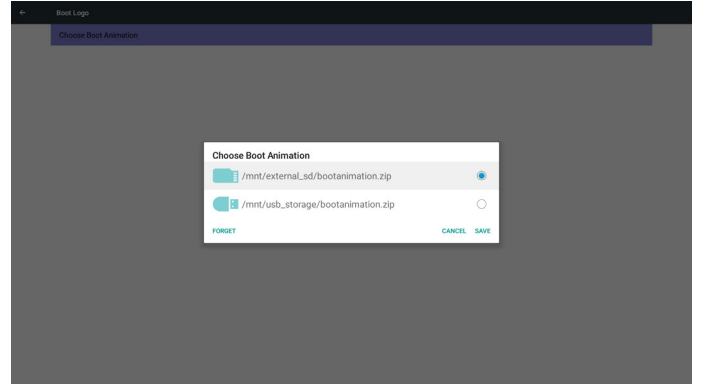 Boot Logo
Choose Boot Animation
Choose Boot Animation
/mnt/external_sd/bootanimation.zip
/mnt/usb_storage/bootanimation.zip
FORGET CANCEL SAVE